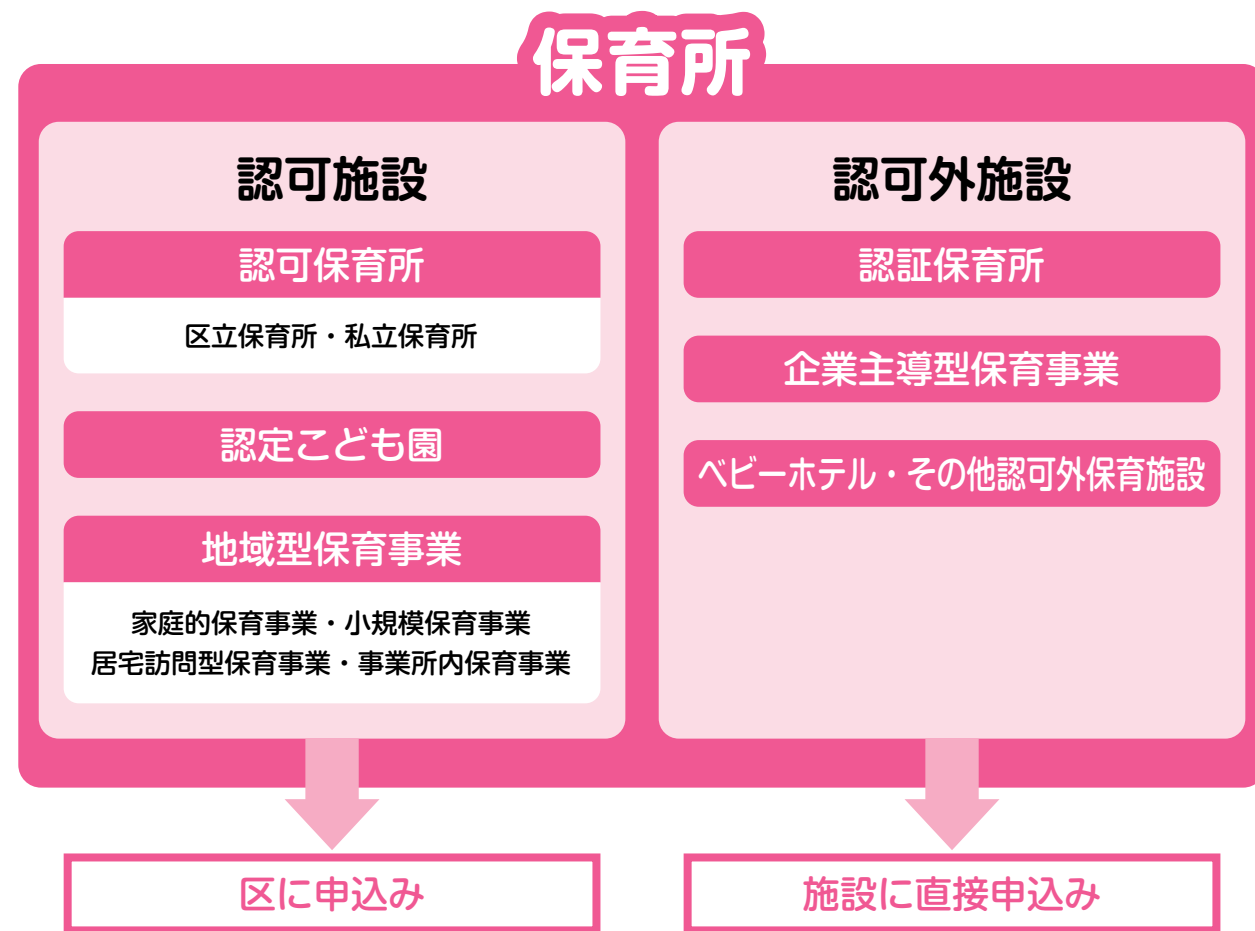 保育所
認可施設
認可保育所
区立保育所・私立保育所
認定こども園
地域型保育事業
家庭的保育事業・小規模保育事業
居宅訪問型保育事業・事業所内保育事業
区に申込み
認可外施設
認証保育所
企業主導型保育事業
ベビーホテル・その他認可外保育施設
施設に直接申込み